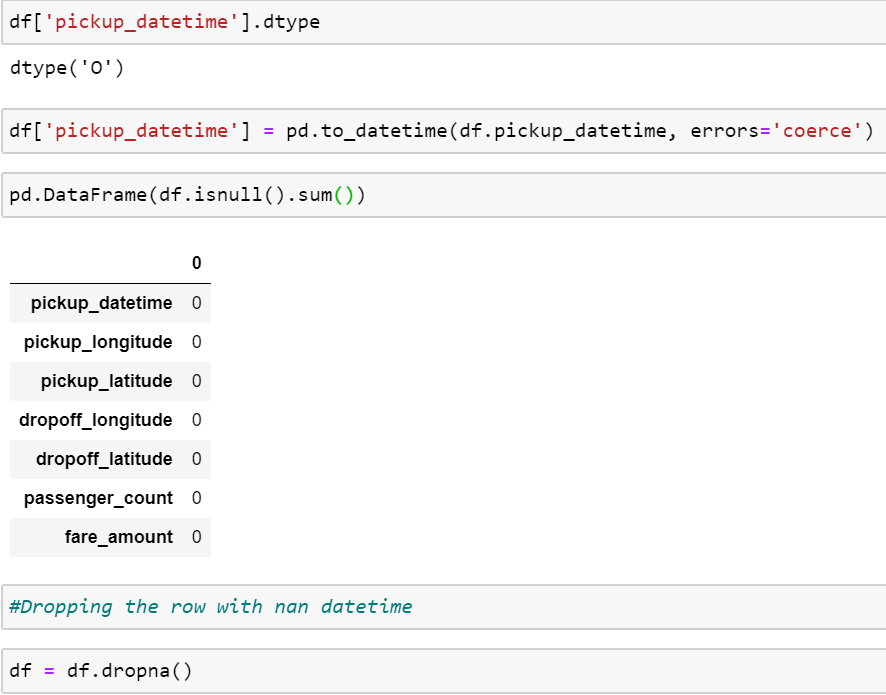 df['pickup_datetime'].dtype
dtype('O')
df['pickup_datetime'] = pd.to_datetime(df.pickup_datetime, errors='coerce')
pd.DataFrame(df.isnull().sum())
0
pickup_datetime 0
pickup_longitude 0
pickup_latitude 0
dropoff_longitude 0
dropoff_latitude 0
passenger_count 0
fare_amount 0
#Dropping the row with nan datetime
df = df.dropna()